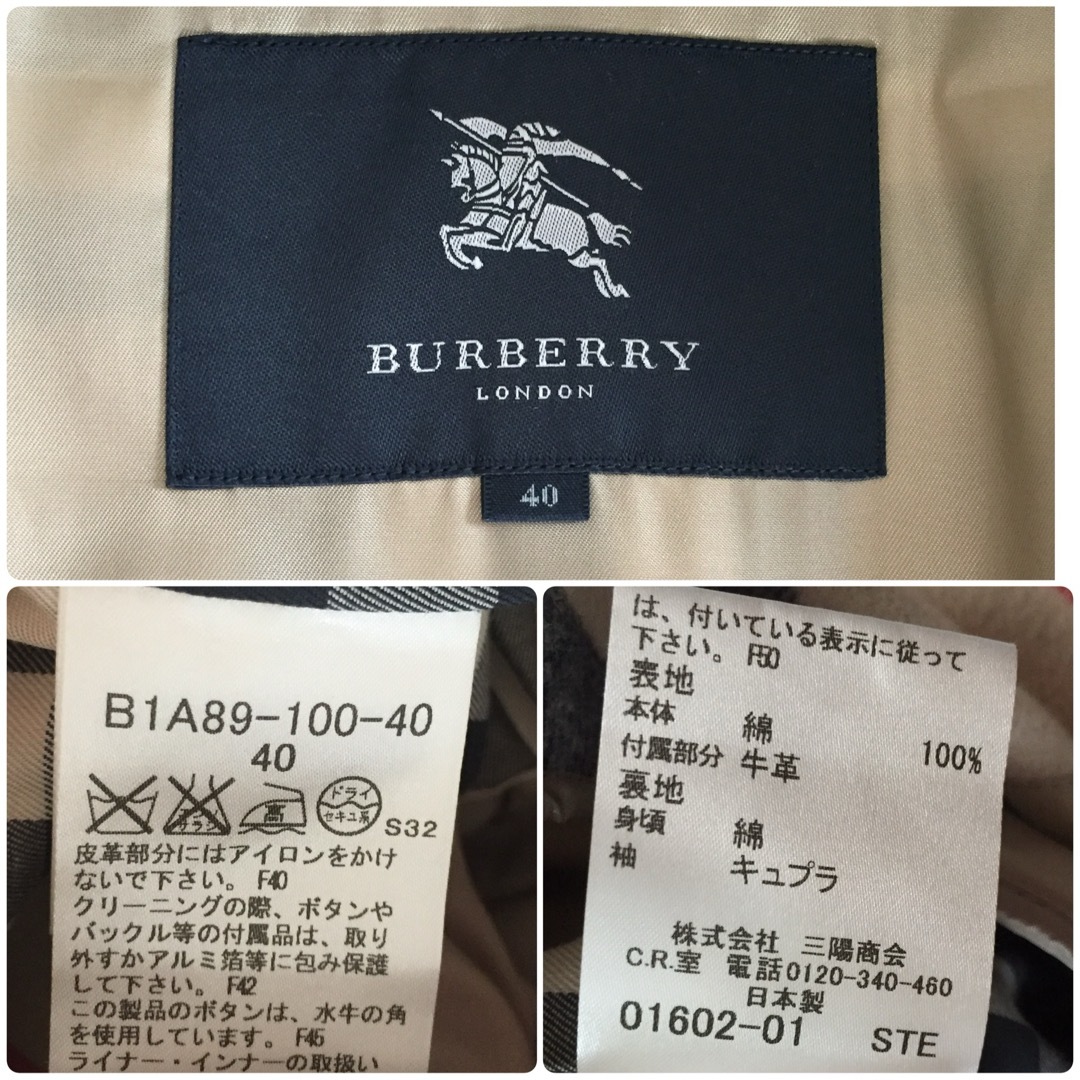 BURBERRY
LONDON
40
B1A89-100-40
40
サラシ
高
ドライ
セキユ系
S32
皮革部分にはアイロンをかけ
ないで下さい。 F40
クリーニングの際、ボタンや
バックル等の付属品は、取り
外すかアルミ箔等に包み保護
して下さい。 F42
この製品のボタンは、水牛の角
を使用しています。 F45
ライナー・インナーの取扱い
は、付いている表示に従って
下さい。 F50
表地
本体 綿 100%
付属部分 牛革
裏地
身頃 綿
袖 キュプラ
株式会社 三陽商会
C.R.室 電話0120-340-460
日本製
01602-01 STE